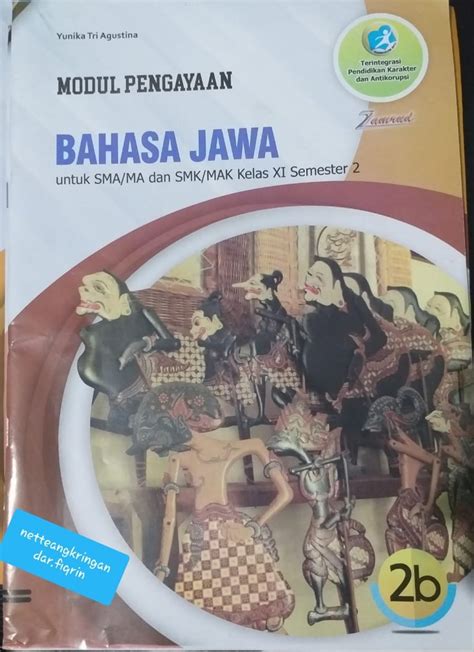 Yunika Tri Agustina
Terintegrasi
Pendidikan Karakter
dan Antikorupsi
MODUL PENGAYAAN
BAHASA JAWA
untuk SMA/MA dan SMK/MAK Kelas XI Semester 2
netteangkringan
dar.fiqrin
2b